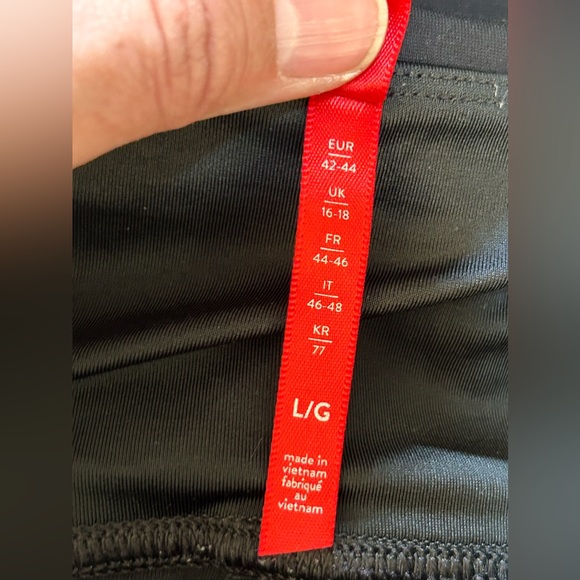 EUR
42-44
UK
16-18
FR
44-46
IT
46-48
KR
77
L/G
made in
vietnam
fabriqué
au
vietnam